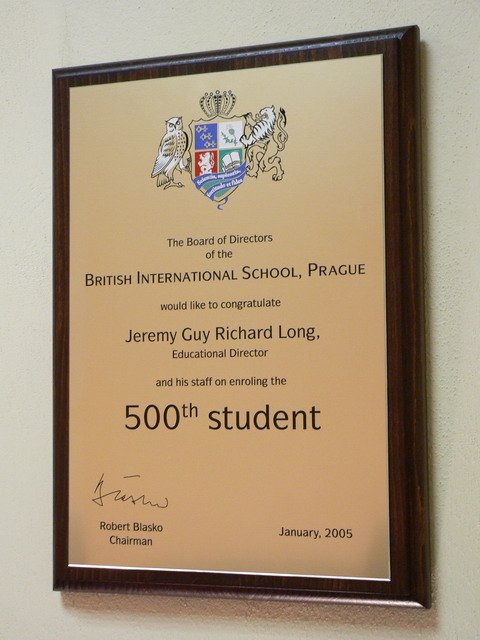 The Board of Directors
of the
BRITISH INTERNATIONAL SCHOOL, PRAGUE
would like to congratulate
Jeremy Guy Richard Long,
Educational Director
and his staff on enroling the
500th student
Robert Blasko
Chairman
January, 2005